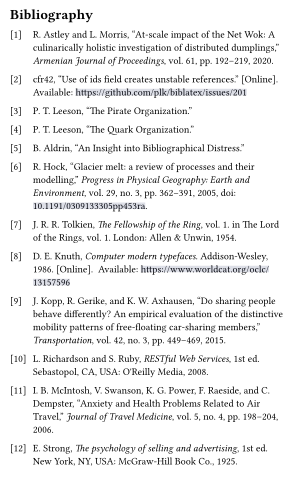 Bibliography
[1] R. Astley and L. Morris, “At-scale impact of the Net Wok: A
culinarically holistic investigation of distributed dumplings,”
Armenian Journal of Proceedings, vol. 61, pp. 192–219, 2020.
[2] cfr42, “Use of ids field creates unstable references.” [Online].
Available: https://github.com/plk/biblatex/issues/201
[3] P. T. Leeson, “The Pirate Organization.”
[4] P. T. Leeson, “The Quark Organization.”
[5] B. Aldrin, “An Insight into Bibliographical Distress.”
[6] R. Hock, “Glacier melt: a review of processes and their
modelling,” Progress in Physical Geography: Earth and
Environment, vol. 29, no. 3, pp. 362–391, 2005, doi:
10.1191/0309133305pp453ra.
[7] J. R. R. Tolkien, The Fellowship of the Ring, vol. 1. in The Lord
of the Rings, vol. 1. London: Allen & Unwin, 1954.
[8] D. E. Knuth, Computer modern typefaces. Addison-Wesley,
1986. [Online]. Available: https://www.worldcat.org/oclc/
13157596
[9] J. Kopp, R. Gerike, and K. W. Axhausen, “Do sharing people
behave differently? An empirical evaluation of the distinctive
mobility patterns of free-floating car-sharing members,”
Transportation, vol. 42, no. 3, pp. 449–469, 2015.
[10] L. Richardson and S. Ruby, RESTful Web Services, 1st ed.
Sebastopol, CA, USA: O'Reilly Media, 2008.
[11] I. B. McIntosh, V. Swanson, K. G. Power, F. Raeside, and C.
Dempster, “Anxiety and Health Problems Related to Air
Travel,” Journal of Travel Medicine, vol. 5, no. 4, pp. 198–204,
2006.
[12] E. Strong, The psychology of selling and advertising, 1st ed.
New York, NY, USA: McGraw-Hill Book Co., 1925.